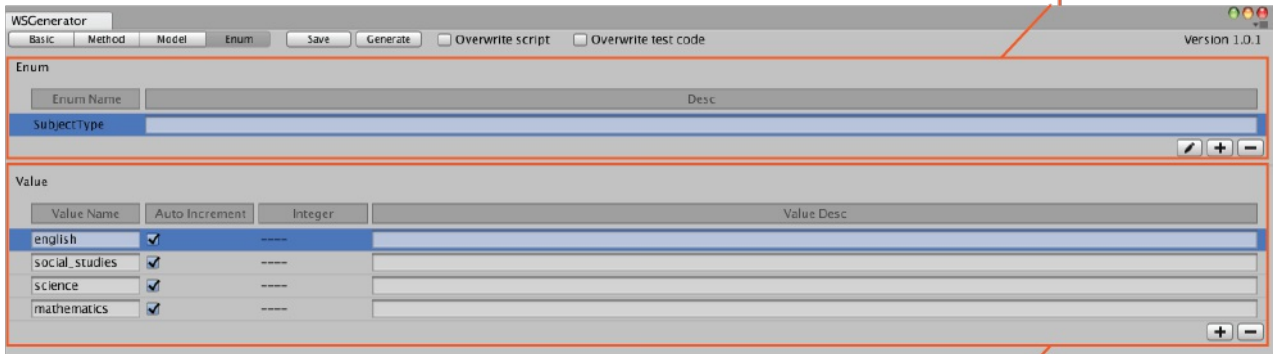 WSGenerator
Basic Method Model Enum Save Generate Overwrite script Overwrite test code Version 1.0.1
Enum
Enum Name Desc
SubjectType
Value
Value Name Auto Increment Integer Value Desc
english ----
social_studies ----
science ----
mathematics ----